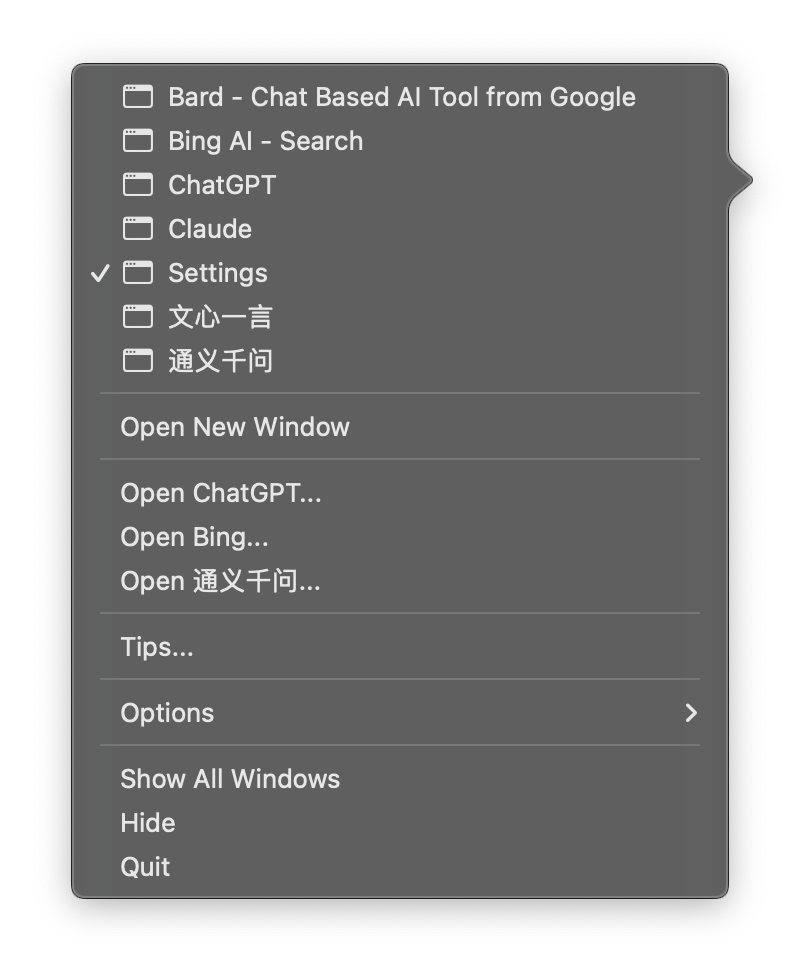 Bard - Chat Based AI Tool from Google
Bing AI - Search
ChatGPT
Claude
Settings
文心一言
通义千问
Open New Window
Open ChatGPT...
Open Bing...
Open 通义千问...
Tips...
Options
Show All Windows
Hide
Quit